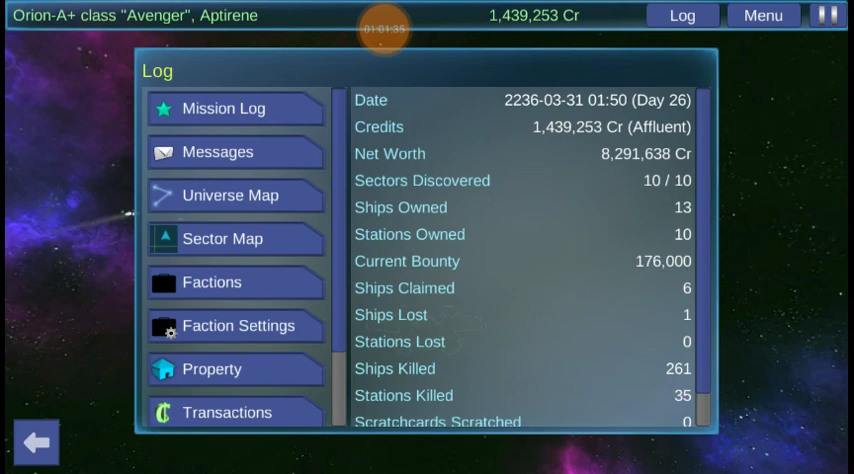 Orion-A+ class "Avenger", Aptirene
1,439,253 Cr
Log
Menu
01:01:35
Log
Mission Log
Messages
Universe Map
Sector Map
Factions
Faction Settings
Property
Transactions
Date 2236-03-31 01:50 (Day 26)
Credits 1,439,253 Cr (Affluent)
Net Worth 8,291,638 Cr
Sectors Discovered 10 / 10
Ships Owned 13
Stations Owned 10
Current Bounty 176,000
Ships Claimed 6
Ships Lost 1
Stations Lost 0
Ships Killed 261
Stations Killed 35
Scratchcards Scratched 0